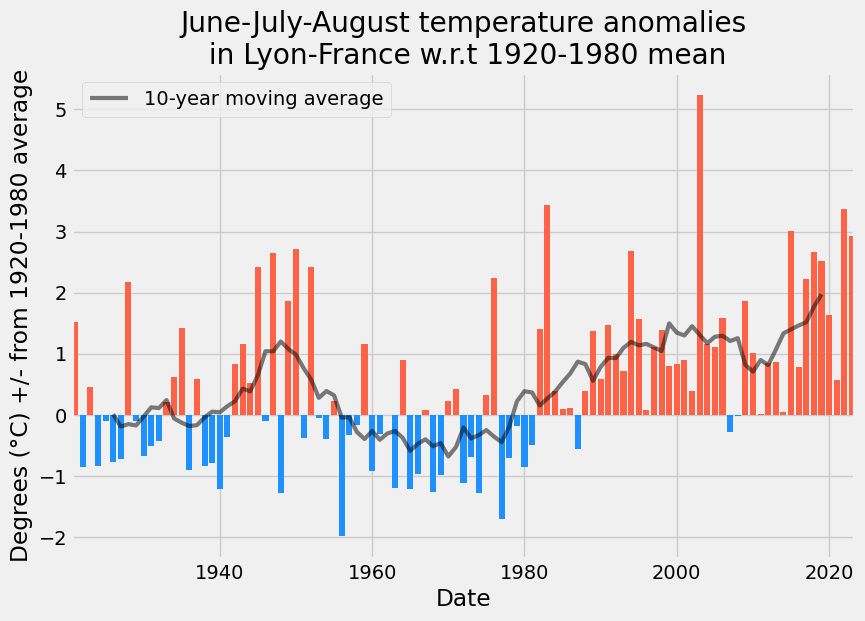 June-July-August temperature anomalies
in Lyon-France w.r.t 1920-1980 mean
10-year moving average
Degrees (°C) +/- from 1920-1980 average
5
4
3
2
1
0
−1
−2
1940
1960
1980
2000
2020
Date